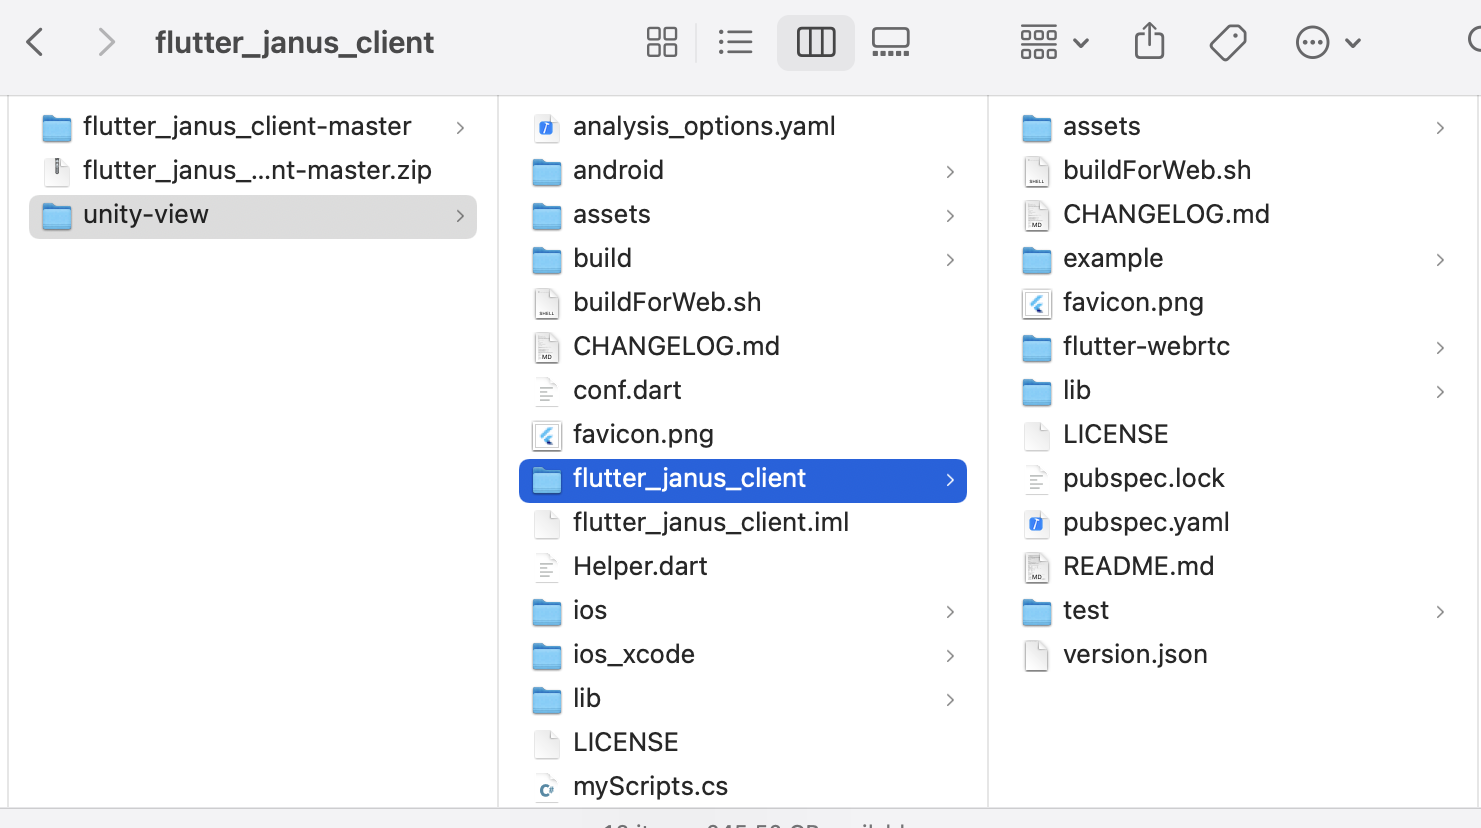 flutter_janus_client
flutter_janus_client-master
flutter_janus_...nt-master.zip
unity-view
analysis_options.yaml
android
assets
build
buildForWeb.sh
CHANGELOG.md
conf.dart
favicon.png
flutter_janus_client
flutter_janus_client.iml
Helper.dart
ios
ios_xcode
lib
LICENSE
myScripts.cs
assets
buildForWeb.sh
CHANGELOG.md
example
favicon.png
flutter-webrtc
lib
LICENSE
pubspec.lock
pubspec.yaml
README.md
test
version.json